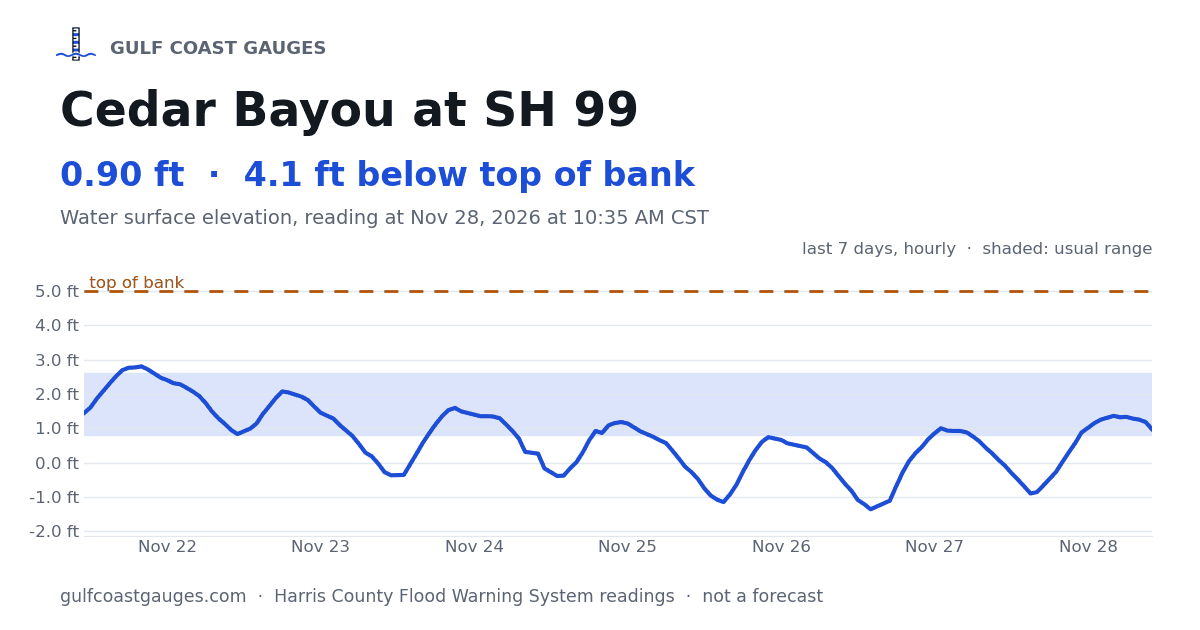 GULF COAST GAUGES
Cedar Bayou at SH 99
0.90 ft · 4.1 ft below top of bank
Water surface elevation, reading at Nov 28, 2026 at 10:35 AM CST
last 7 days, hourly · shaded: usual range
top of bank
5.0 ft
4.0 ft
3.0 ft
2.0 ft
1.0 ft
0.0 ft
-1.0 ft
-2.0 ft
Nov 22 Nov 23 Nov 24 Nov 25 Nov 26 Nov 27 Nov 28
gulfcoastgauges.com · Harris County Flood Warning System readings · not a forecast